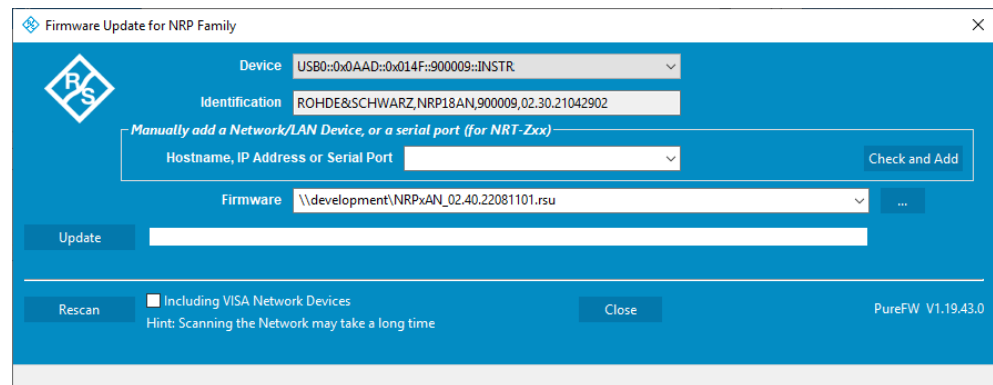 Firmware Update for NRP Family
R&S
Device USB0::0x0AAD::0x014F::900009::INSTR
Identification ROHDE&SCHWARZ,NRP18AN,900009,02.30.21042902
Manually add a Network/LAN Device, or a serial port (for NRT-Zxx)
Hostname, IP Address or Serial Port Check and Add
Firmware \\development\NRPxAN_02.40.22081101.rsu ...
Update
Rescan Including VISA Network Devices Close PureFW V1.19.43.0
Hint: Scanning the Network may take a long time